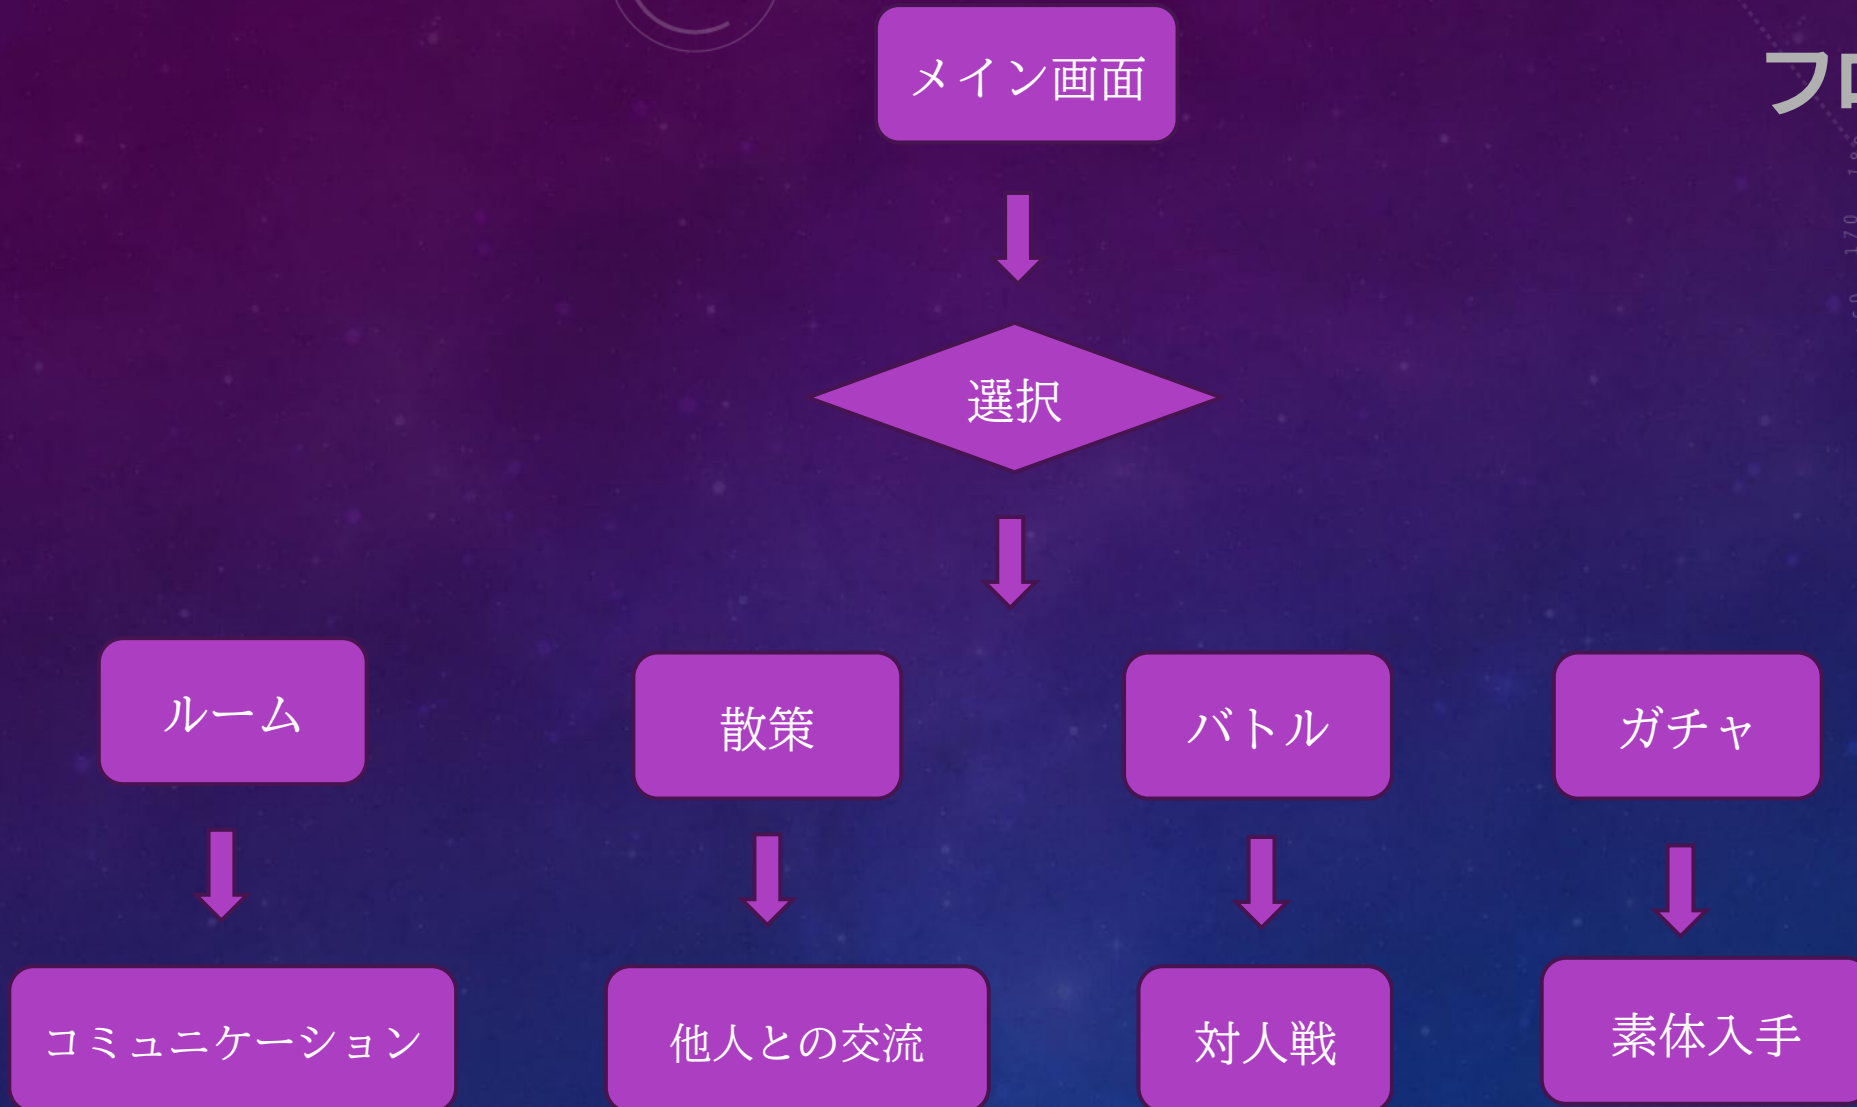 メイン画面
フロ
選択
ルーム
散策
バトル
ガチャ
コミュニケーション
他人との交流
対人戦
素体入手